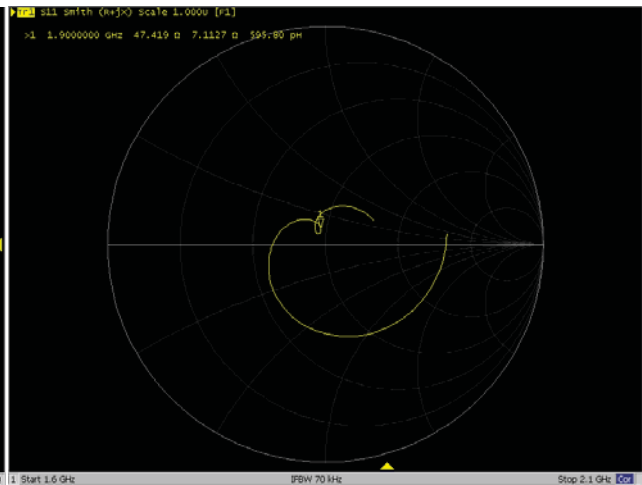 Tr1 S11 Smith (R+jX) Scale 1.000U [F1]
>1 1.9000000 GHz 47.419 Ω 7.1127 Ω 595.80 pH
1
1 Start 1.6 GHz IFBW 70 kHz Stop 2.1 GHz Cor